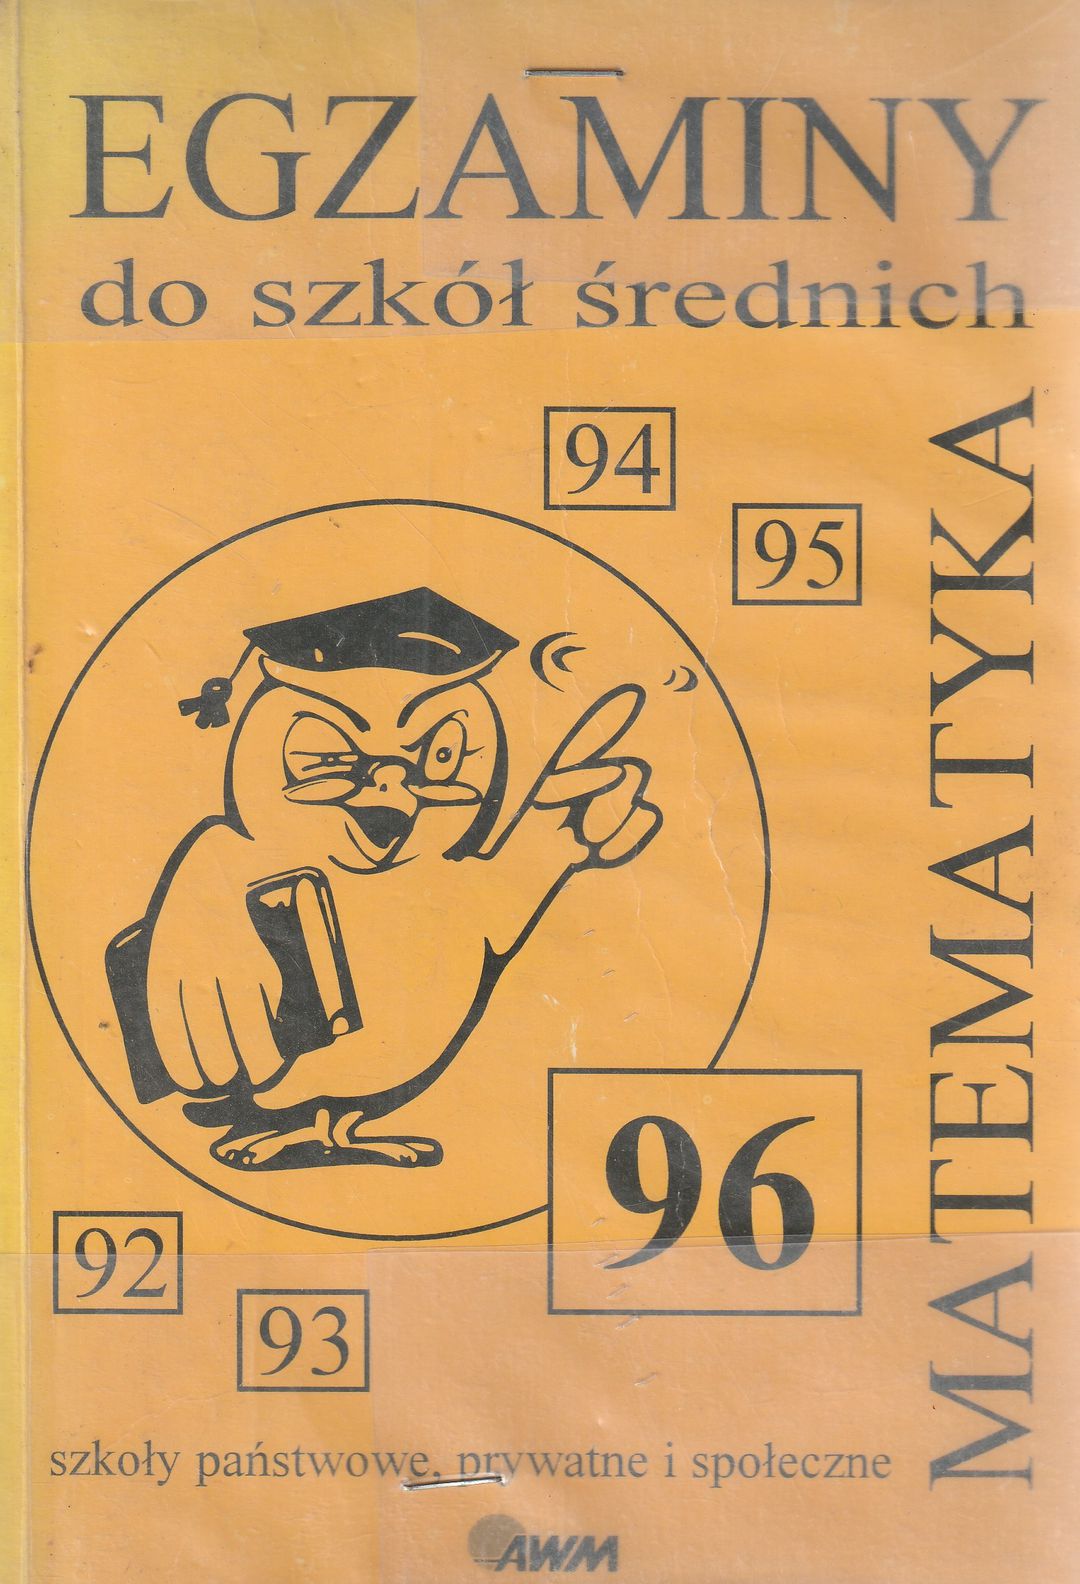 EGZAMINY
do szkół średnich
94
95
MATEMATYKA
96
92
93
szkoły państwowe, prywatne i społeczne
AWM